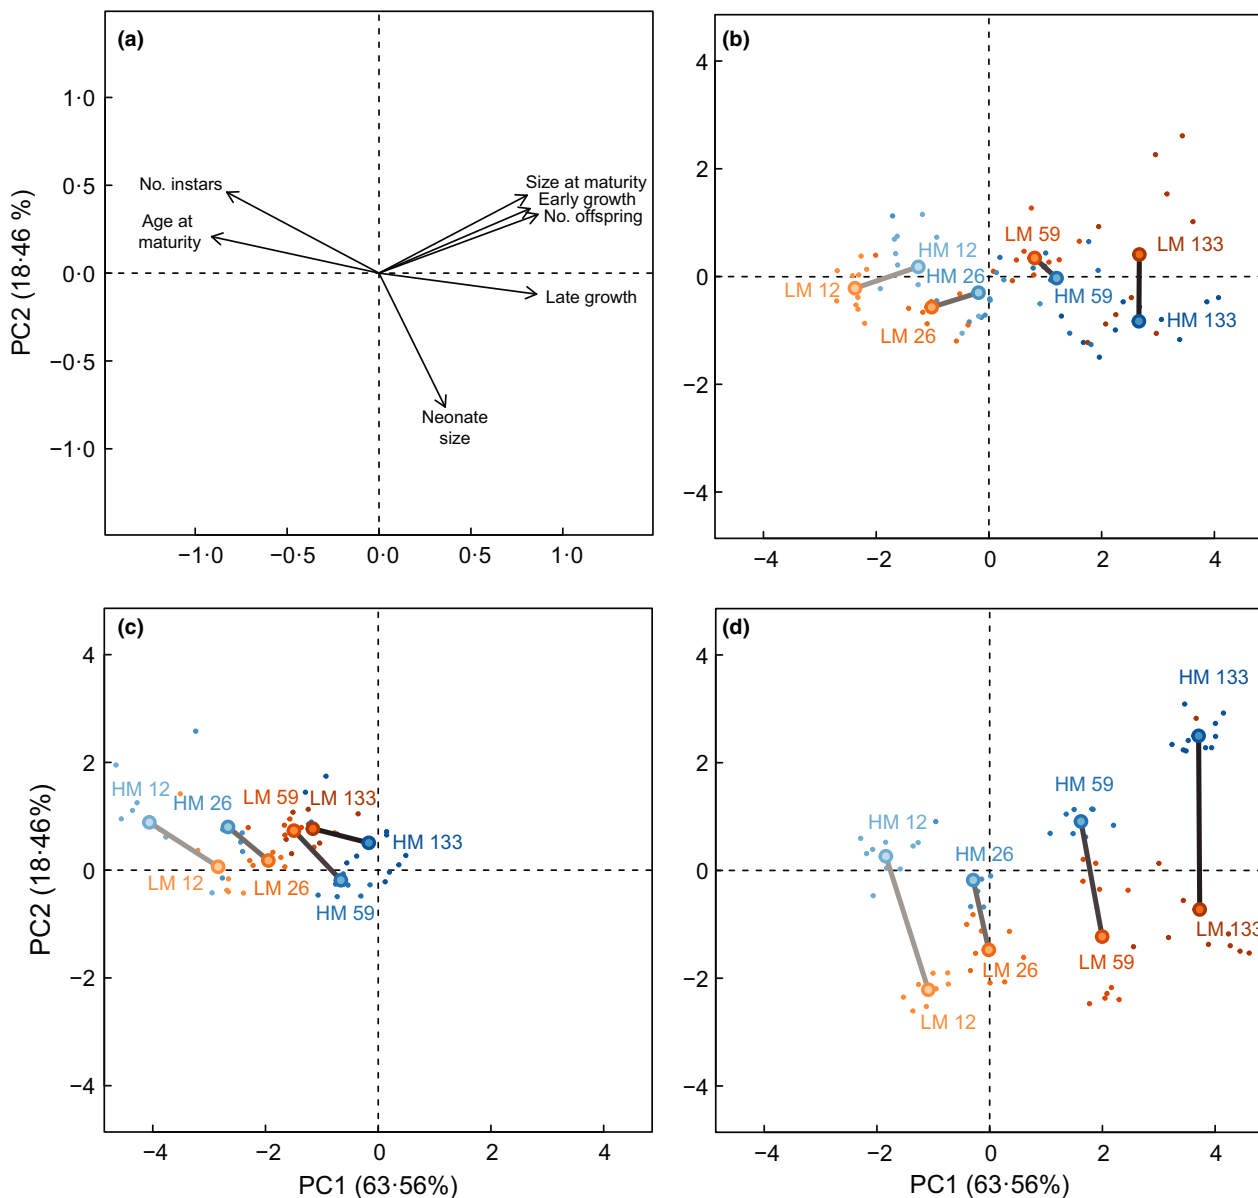 (a)
1·0
0·5
0·0
−0·5
−1·0
PC2 (18·46 %)
No. instars
Age at
maturity
Size at maturity
Early growth
No. offspring
Late growth
Neonate
size
−1·0
−0·5
0·0
0·5
1·0
(b)
4
2
0
−2
−4
HM 12
HM 26
LM 12
LM 26
LM 59
HM 59
LM 133
HM 133
−4
−2
0
2
4
(c)
4
2
0
−2
−4
PC2 (18·46%)
HM 12
HM 26
LM 59
LM 133
HM 133
LM 12
LM 26
HM 59
−4
−2
0
2
4
PC1 (63·56%)
(d)
4
2
0
−2
−4
HM 133
HM 59
HM 12
HM 26
LM 133
LM 26
LM 59
LM 12
−4
−2
0
2
4
PC1 (63·56%)